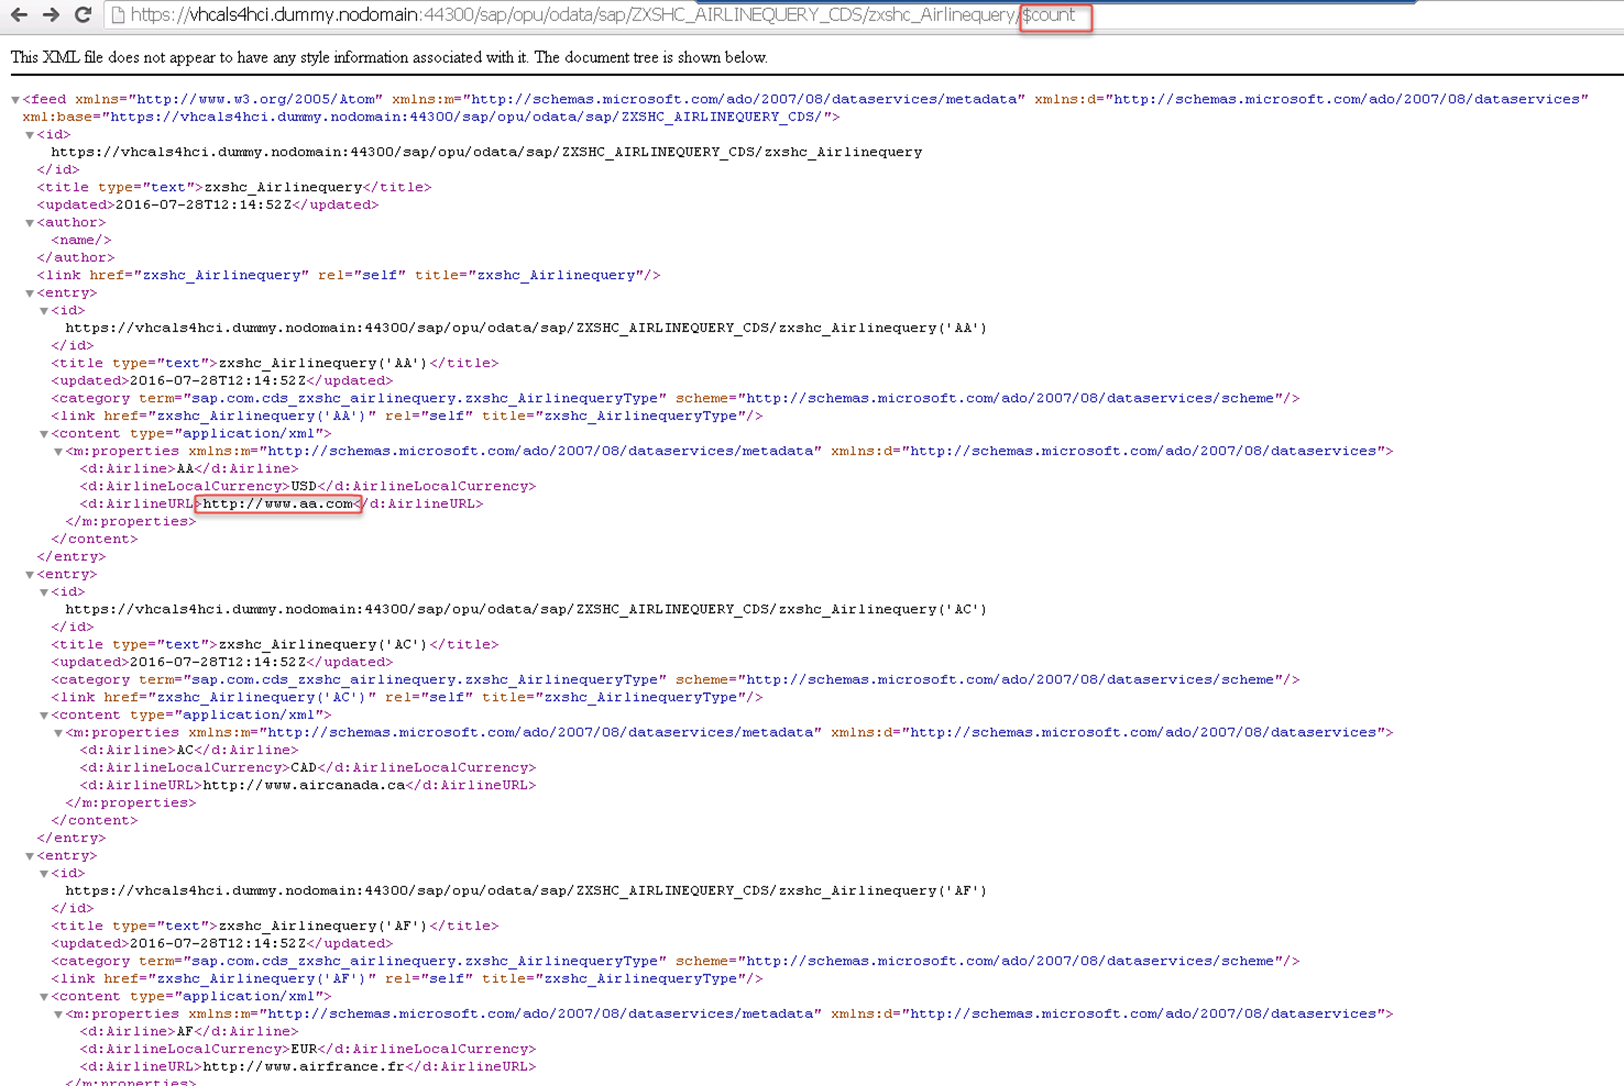 https://vhcals4hci.dummy.nodomain:44300/sap/opu/odata/sap/ZXSHC_AIRLINEQUERY_CDS/zxshc_Airlinequery/$count
This XML file does not appear to have any style information associated with it. The document tree is shown below.
<feed xmlns="http://www.w3.org/2005/Atom" xmlns:m="http://schemas.microsoft.com/ado/2007/08/dataservices/metadata" xmlns:d="http://schemas.microsoft.com/ado/2007/08/dataservices"
xml:base="https://vhcals4hci.dummy.nodomain:44300/sap/opu/odata/sap/ZXSHC_AIRLINEQUERY_CDS/">
<id>
https://vhcals4hci.dummy.nodomain:44300/sap/opu/odata/sap/ZXSHC_AIRLINEQUERY_CDS/zxshc_Airlinequery
</id>
<title type="text">zxshc_Airlinequery</title>
<updated>2016-07-28T12:14:52Z</updated>
<author>
<name/>
</author>
<link href="zxshc_Airlinequery" rel="self" title="zxshc_Airlinequery"/>
<entry>
<id>
https://vhcals4hci.dummy.nodomain:44300/sap/opu/odata/sap/ZXSHC_AIRLINEQUERY_CDS/zxshc_Airlinequery('AA')
</id>
<title type="text">zxshc_Airlinequery('AA')</title>
<updated>2016-07-28T12:14:52Z</updated>
<category term="sap.com.cds_zxshc_airlinequery.zxshc_AirlinequeryType" scheme="http://schemas.microsoft.com/ado/2007/08/dataservices/scheme"/>
<link href="zxshc_Airlinequery('AA')" rel="self" title="zxshc_AirlinequeryType"/>
<content type="application/xml">
<m:properties xmlns:m="http://schemas.microsoft.com/ado/2007/08/dataservices/metadata" xmlns:d="http://schemas.microsoft.com/ado/2007/08/dataservices">
<d:Airline>AA</d:Airline>
<d:AirlineLocalCurrency>USD</d:AirlineLocalCurrency>
<d:AirlineURL>http://www.aa.com</d:AirlineURL>
</m:properties>
</content>
</entry>
<entry>
<id>
https://vhcals4hci.dummy.nodomain:44300/sap/opu/odata/sap/ZXSHC_AIRLINEQUERY_CDS/zxshc_Airlinequery('AC')
</id>
<title type="text">zxshc_Airlinequery('AC')</title>
<updated>2016-07-28T12:14:52Z</updated>
<category term="sap.com.cds_zxshc_airlinequery.zxshc_AirlinequeryType" scheme="http://schemas.microsoft.com/ado/2007/08/dataservices/scheme"/>
<link href="zxshc_Airlinequery('AC')" rel="self" title="zxshc_AirlinequeryType"/>
<content type="application/xml">
<m:properties xmlns:m="http://schemas.microsoft.com/ado/2007/08/dataservices/metadata" xmlns:d="http://schemas.microsoft.com/ado/2007/08/dataservices">
<d:Airline>AC</d:Airline>
<d:AirlineLocalCurrency>CAD</d:AirlineLocalCurrency>
<d:AirlineURL>http://www.aircanada.ca</d:AirlineURL>
</m:properties>
</content>
</entry>
<entry>
<id>
https://vhcals4hci.dummy.nodomain:44300/sap/opu/odata/sap/ZXSHC_AIRLINEQUERY_CDS/zxshc_Airlinequery('AF')
</id>
<title type="text">zxshc_Airlinequery('AF')</title>
<updated>2016-07-28T12:14:52Z</updated>
<category term="sap.com.cds_zxshc_airlinequery.zxshc_AirlinequeryType" scheme="http://schemas.microsoft.com/ado/2007/08/dataservices/scheme"/>
<link href="zxshc_Airlinequery('AF')" rel="self" title="zxshc_AirlinequeryType"/>
<content type="application/xml">
<m:properties xmlns:m="http://schemas.microsoft.com/ado/2007/08/dataservices/metadata" xmlns:d="http://schemas.microsoft.com/ado/2007/08/dataservices">
<d:Airline>AF</d:Airline>
<d:AirlineLocalCurrency>EUR</d:AirlineLocalCurrency>
<d:AirlineURL>http://www.airfrance.fr</d:AirlineURL>
</m:properties>